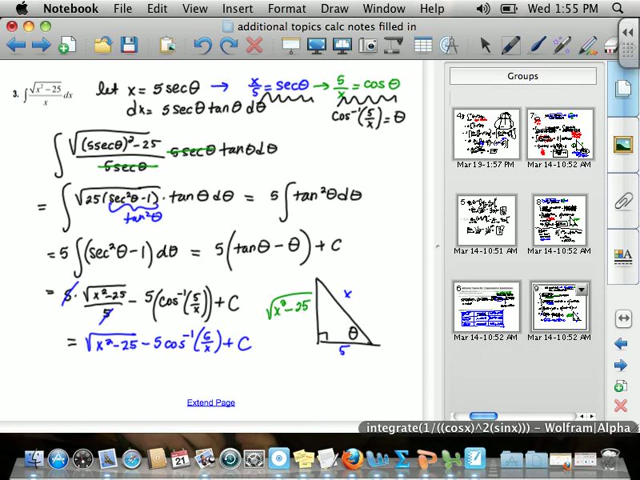 Notebook File Edit View Insert Format Draw Window Help Wed 1:55 PM
additional topics calc notes filled in
3. ∫ √(x² − 25) / x dx
let x = 5 secθ → x/5 = secθ → 5/x = cosθ
dx = 5 secθ tanθ dθ
cos⁻¹(5/x) = θ
∫ √((5secθ)² − 25) / 5secθ 5secθ tanθ dθ
= ∫ √(25(sec²θ − 1)) · tanθ dθ = 5 ∫ tan²θ dθ
tan²θ
= 5 ∫ (sec²θ − 1) dθ = 5(tanθ − θ) + C
= 5 · √(x² − 25) / 5 − 5(cos⁻¹(5/x)) + C
= √(x² − 25) − 5cos⁻¹(5/x) + C
√(x² − 25)
x
θ
5
Extend Page
Groups
Mar 19-1:57 PM
Mar 14-10:52 AM
Mar 14-10:51 AM
Mar 14-10:52 AM
Mar 14-10:52 AM
Mar 14-10:52 AM
integrate(1/((cosx)^2(sinx)) – Wolfram|Alpha